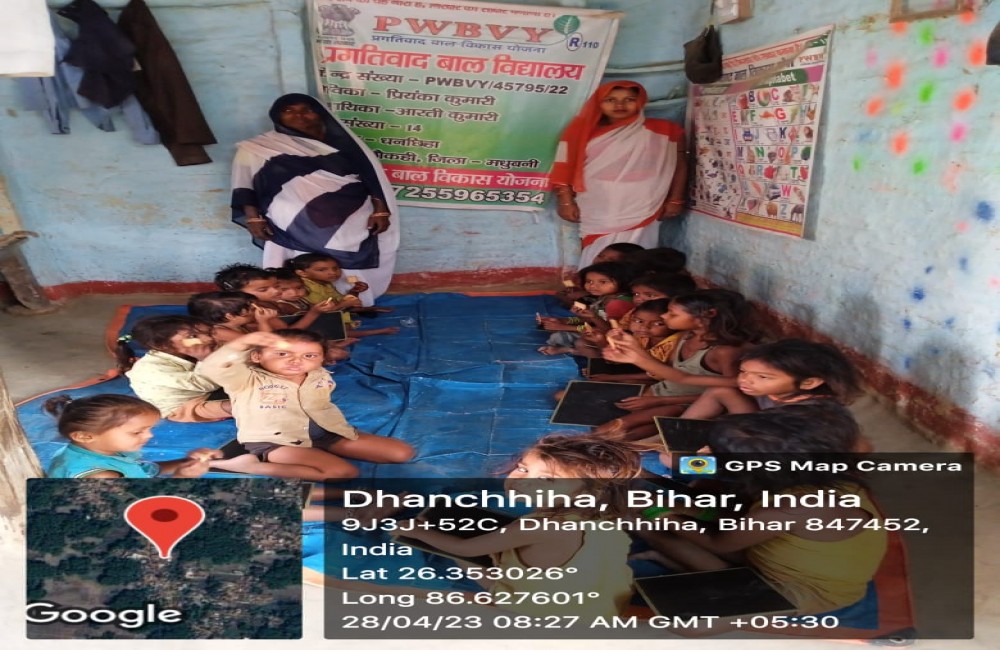 PWBVY
R 110
प्रगतिवाद बाल विकास योजना
प्रगतिवाद बाल विद्यालय
न्द्र संख्या – PWBVY/45795/22
यिका – प्रियंका कुमारी
यिका – आरती कुमारी
संख्या – 14
– धनछिहा
जिला – मधुबनी
बाल विकास योजना
7255965354
GPS Map Camera
Dhanchhiha, Bihar, India
9J3J+52C, Dhanchhiha, Bihar 847452,
India
Lat 26.353026°
Long 86.627601°
28/04/23 08:27 AM GMT +05:30
Google